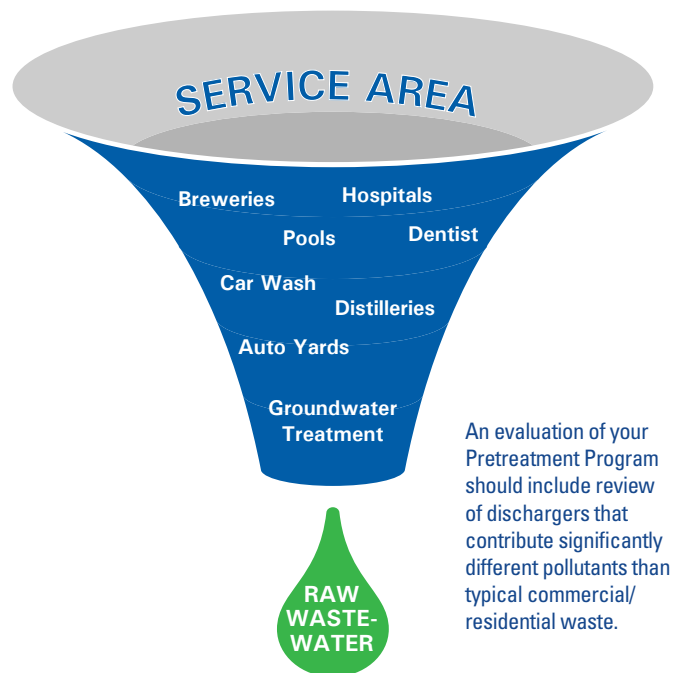 SERVICE AREA
Breweries
Hospitals
Pools
Dentist
Car Wash
Distilleries
Auto Yards
Groundwater
Treatment
An evaluation of your
Pretreatment Program
should include review
of dischargers that
contribute significantly
different pollutants than
typical commercial/
residential waste.
RAW
WASTE-
WATER